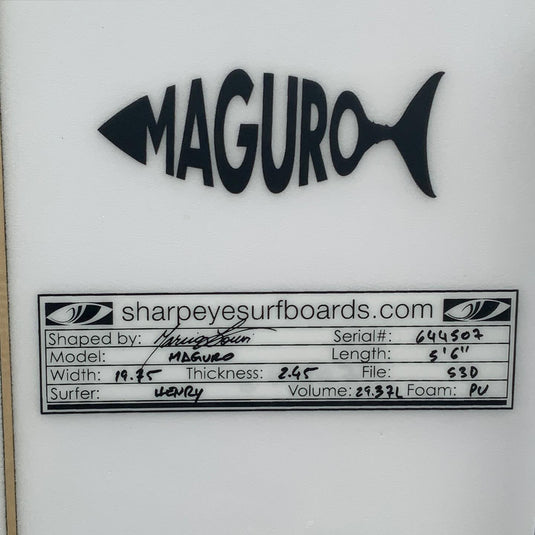 MAGURO
sharpeyesurfboards.com
Shaped by: Serial#: 644507
Model: MAGURO Length: 5'6"
Width: 19.75 Thickness: 2.45 File: S30
Surfer: HENRY Volume: 29.37L Foam: PU